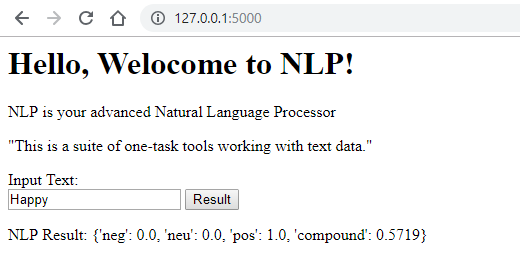 127.0.0.1:5000
Hello, Welocome to NLP!
NLP is your advanced Natural Language Processor
"This is a suite of one-task tools working with text data."
Input Text:
Happy Result
NLP Result: {'neg': 0.0, 'neu': 0.0, 'pos': 1.0, 'compound': 0.5719}